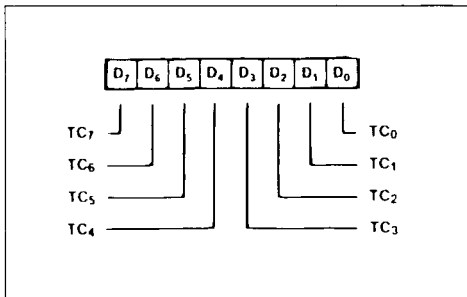 D₇ D₆ D₅ D₄ D₃ D₂ D₁ D₀
TC₇ TC₀
TC₆ TC₁
TC₅ TC₂
TC₄ TC₃